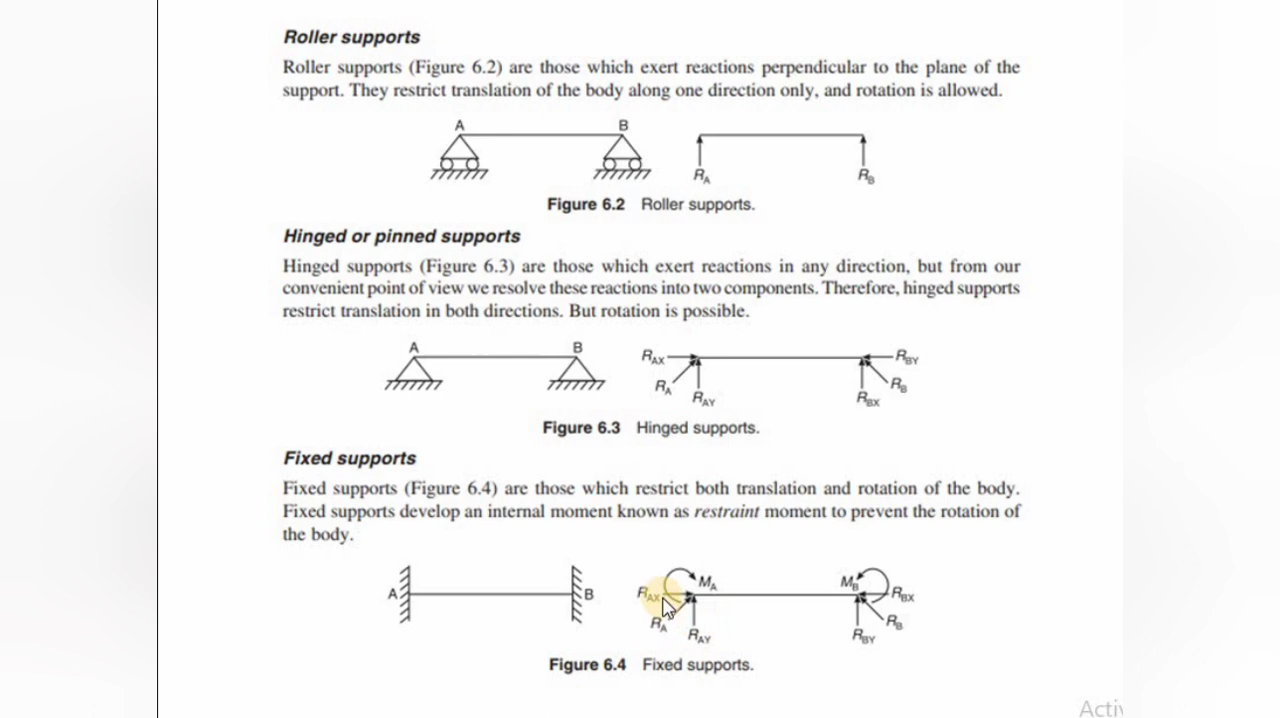 Roller supports
Roller supports (Figure 6.2) are those which exert reactions perpendicular to the plane of the
support. They restrict translation of the body along one direction only, and rotation is allowed.
A B
RA RB
Figure 6.2 Roller supports.
Hinged or pinned supports
Hinged supports (Figure 6.3) are those which exert reactions in any direction, but from our
convenient point of view we resolve these reactions into two components. Therefore, hinged supports
restrict translation in both directions. But rotation is possible.
A B
RAX RBY
RA RB
RAY RBX
Figure 6.3 Hinged supports.
Fixed supports
Fixed supports (Figure 6.4) are those which restrict both translation and rotation of the body.
Fixed supports develop an internal moment known as restraint moment to prevent the rotation of
the body.
MA MB
A B RAX RBX
RA RB
RAY RBY
Figure 6.4 Fixed supports.
Activ